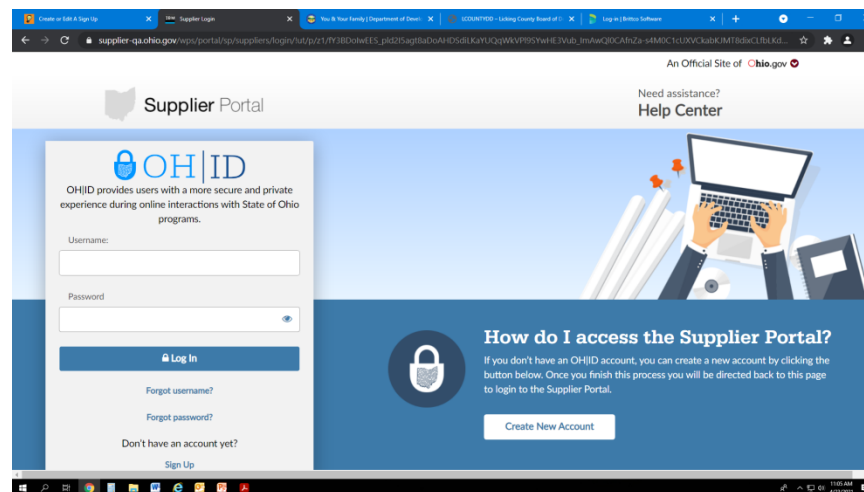 Create or Edit A Sign Up
Supplier Login
You & Your Family | Department of Devel
LCOUNTYDD – Licking County Board of D
Log-in | Brittco Software
supplier-qa.ohio.gov/wps/portal/sp/suppliers/login/
An Official Site of Ohio.gov
Supplier Portal
Need assistance?
Help Center
OH|ID
OH|ID provides users with a more secure and private
experience during online interactions with State of Ohio
programs.
Username:
Password
Log In
Forgot username?
Forgot password?
Don't have an account yet?
Sign Up
How do I access the Supplier Portal?
If you don't have an OH|ID account, you can create a new account by clicking the
button below. Once you finish this process you will be directed back to this page
to login to the Supplier Portal.
Create New Account
11:05 AM